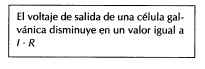 El voltaje de salida de una célula gal-
vánica disminuye en un valor igual a
I · R